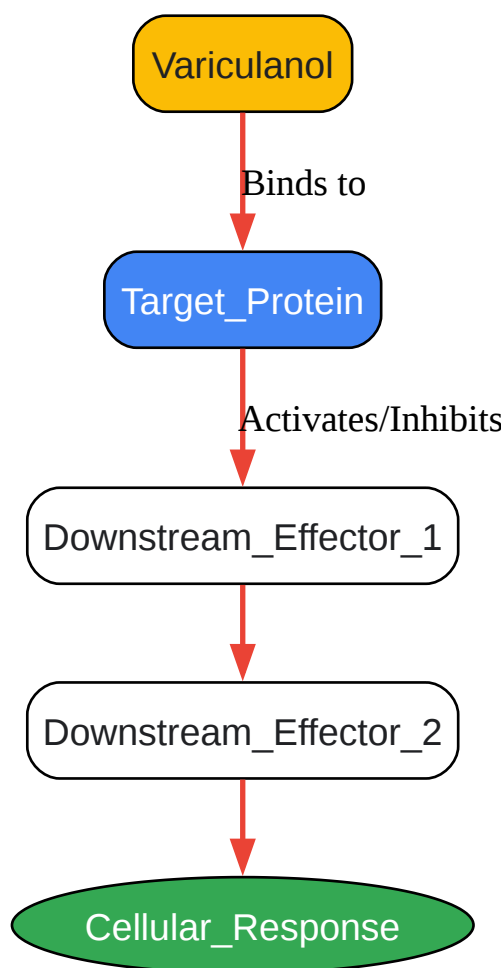 Variculanol
Binds to
Target_Protein
Activates/Inhibits
Downstream_Effector_1
Downstream_Effector_2
Cellular_Response